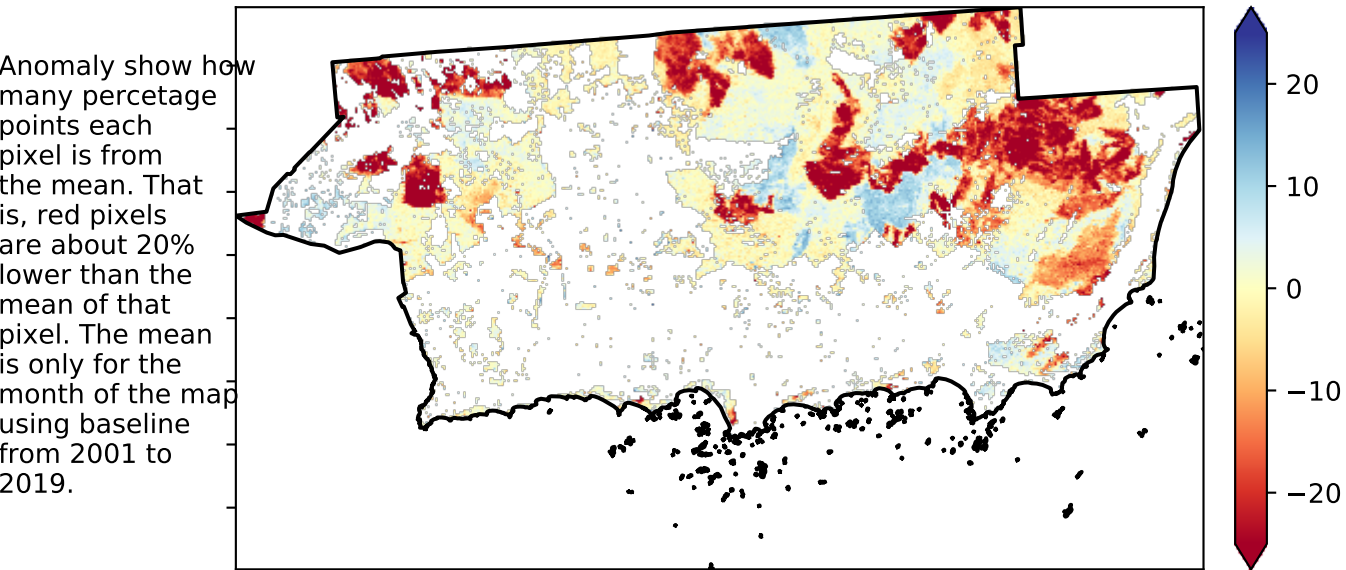 Anomaly show how
many percetage
points each
pixel is from
the mean. That
is, red pixels
are about 20%
lower than the
mean of that
pixel. The mean
is only for the
month of the map
using baseline
from 2001 to
2019.
20
10
0
−10
−20